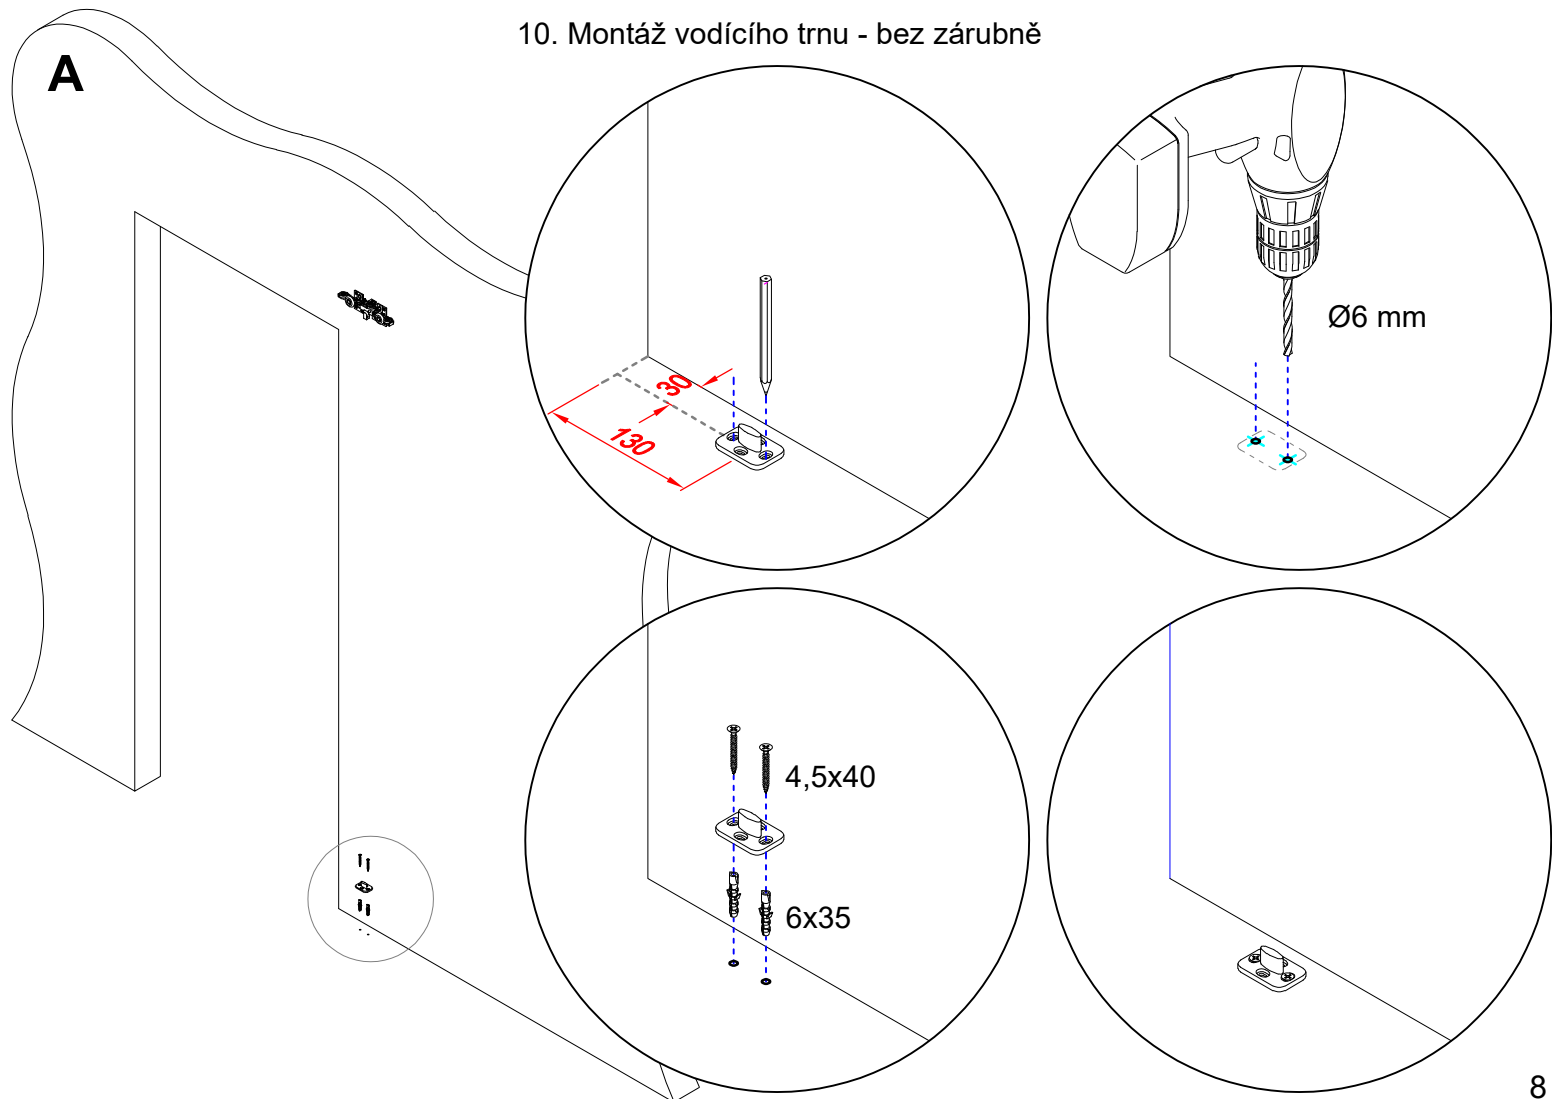 10. Montáž vodícího trnu - bez zárubně
A
30
130
Ø6 mm
4,5x40
6x35
8